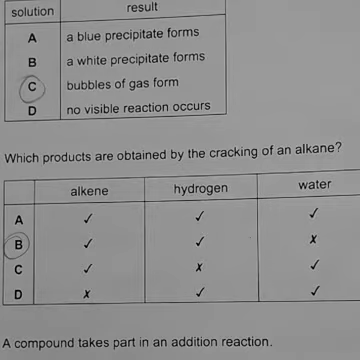 solution result
A a blue precipitate forms
B a white precipitate forms
C bubbles of gas form
D no visible reaction occurs
Which products are obtained by the cracking of an alkane?
alkene hydrogen water
A ✓ ✓ ✓
B ✓ ✓ ✗
C ✓ ✗ ✓
D ✗ ✓ ✓
A compound takes part in an addition reaction.